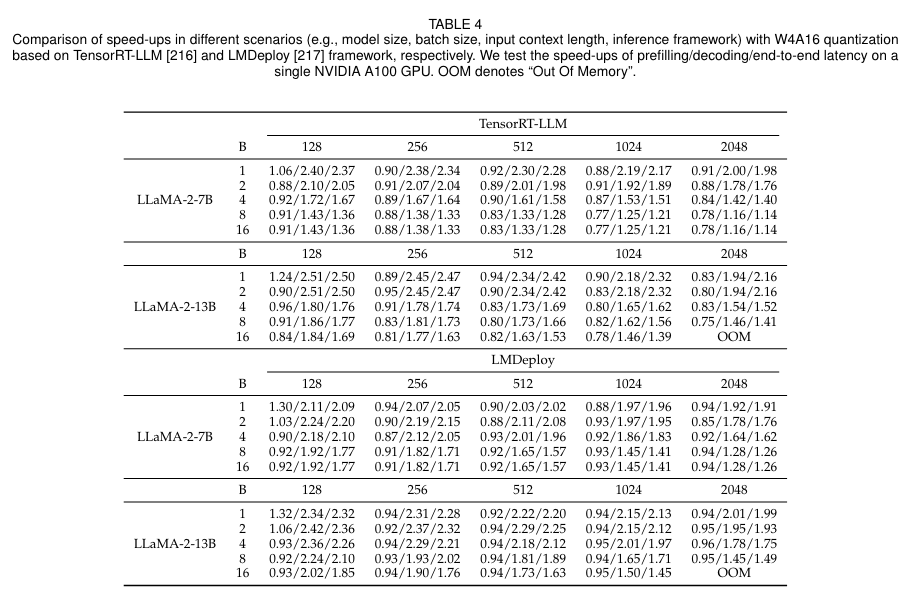 TABLE 4
Comparison of speed-ups in different scenarios (e.g., model size, batch size, input context length, inference framework) with W4A16 quantization
based on TensorRT-LLM [216] and LMDeploy [217] framework, respectively. We test the speed-ups of prefilling/decoding/end-to-end latency on a
single NVIDIA A100 GPU. OOM denotes “Out Of Memory”.
TensorRT-LLM
B 128 256 512 1024 2048
1 1.06/2.40/2.37 0.90/2.38/2.34 0.92/2.30/2.28 0.88/2.19/2.17 0.91/2.00/1.98
2 0.88/2.10/2.05 0.91/2.07/2.04 0.89/2.01/1.98 0.91/1.92/1.89 0.88/1.78/1.76
LLaMA-2-7B 4 0.92/1.72/1.67 0.89/1.67/1.64 0.90/1.61/1.58 0.87/1.53/1.51 0.84/1.42/1.40
8 0.91/1.43/1.36 0.88/1.38/1.33 0.83/1.33/1.28 0.77/1.25/1.21 0.78/1.16/1.14
16 0.91/1.43/1.36 0.88/1.38/1.33 0.83/1.33/1.28 0.77/1.25/1.21 0.78/1.16/1.14
B 128 256 512 1024 2048
1 1.24/2.51/2.50 0.89/2.45/2.47 0.94/2.34/2.42 0.90/2.18/2.32 0.83/1.94/2.16
2 0.90/2.51/2.50 0.95/2.45/2.47 0.90/2.34/2.42 0.83/2.18/2.32 0.80/1.94/2.16
LLaMA-2-13B 4 0.96/1.80/1.76 0.91/1.78/1.74 0.83/1.73/1.69 0.80/1.65/1.62 0.83/1.54/1.52
8 0.91/1.86/1.77 0.83/1.81/1.73 0.80/1.73/1.66 0.82/1.62/1.56 0.75/1.46/1.41
16 0.84/1.84/1.69 0.81/1.77/1.63 0.82/1.63/1.53 0.78/1.46/1.39 OOM
LMDeploy
B 128 256 512 1024 2048
1 1.30/2.11/2.09 0.94/2.07/2.05 0.90/2.03/2.02 0.88/1.97/1.96 0.94/1.92/1.91
2 1.03/2.24/2.20 0.90/2.19/2.15 0.88/2.11/2.08 0.93/1.97/1.95 0.85/1.78/1.76
LLaMA-2-7B 4 0.90/2.18/2.10 0.87/2.12/2.05 0.93/2.01/1.96 0.92/1.86/1.83 0.92/1.64/1.62
8 0.92/1.92/1.77 0.91/1.82/1.71 0.92/1.65/1.57 0.93/1.45/1.41 0.94/1.28/1.26
16 0.92/1.92/1.77 0.91/1.82/1.71 0.92/1.65/1.57 0.93/1.45/1.41 0.94/1.28/1.26
B 128 256 512 1024 2048
1 1.32/2.34/2.32 0.94/2.31/2.28 0.92/2.22/2.20 0.94/2.15/2.13 0.94/2.01/1.99
2 1.06/2.42/2.36 0.92/2.37/2.32 0.94/2.29/2.25 0.94/2.15/2.12 0.95/1.95/1.93
LLaMA-2-13B 4 0.93/2.36/2.26 0.94/2.29/2.21 0.94/2.18/2.12 0.95/2.01/1.97 0.96/1.78/1.75
8 0.92/2.24/2.10 0.93/1.93/2.02 0.94/1.81/1.89 0.94/1.65/1.71 0.95/1.45/1.49
16 0.93/2.02/1.85 0.94/1.90/1.76 0.94/1.73/1.63 0.95/1.50/1.45 OOM